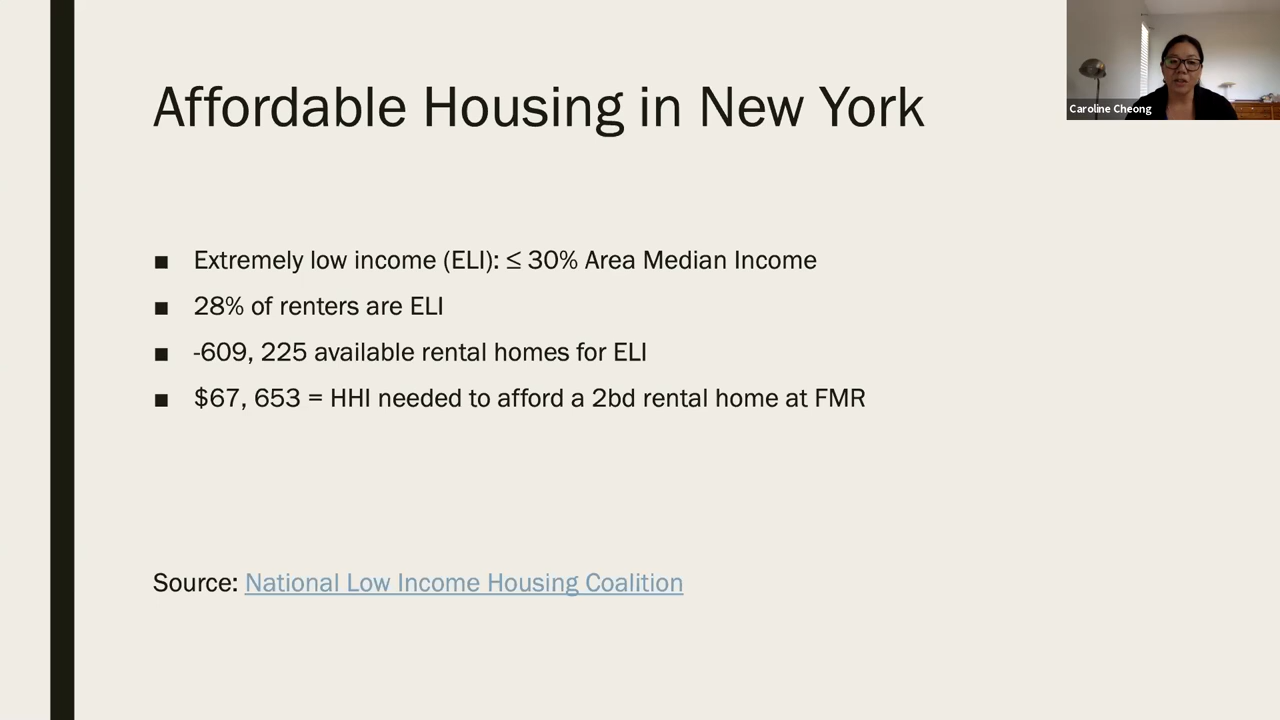 Affordable Housing in New York
Caroline Cheong
■ Extremely low income (ELI): ≤ 30% Area Median Income
■ 28% of renters are ELI
■ -609, 225 available rental homes for ELI
■ $67, 653 = HHI needed to afford a 2bd rental home at FMR
Source: National Low Income Housing Coalition